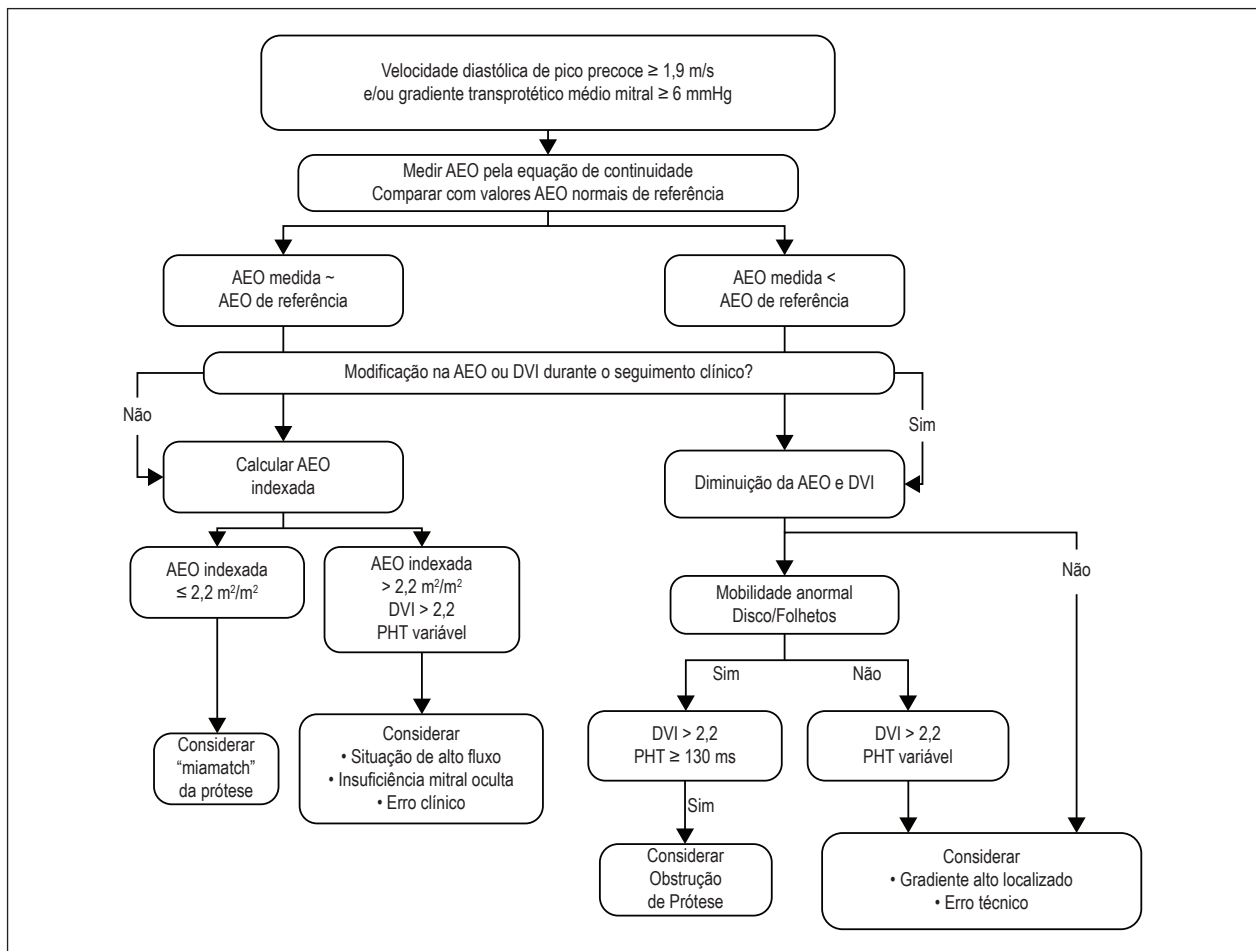 Velocidade diastólica de pico precoce ≥ 1,9 m/s
e/ou gradiente transprotético médio mitral ≥ 6 mmHg
Medir AEO pela equação de continuidade
Comparar com valores AEO normais de referência
AEO medida ~
AEO de referência
AEO medida <
AEO de referência
Modificação na AEO ou DVI durante o seguimento clínico?
Não
Sim
Calcular AEO
indexada
Diminuição da AEO e DVI
AEO indexada
≤ 2,2 m²/m²
AEO indexada
> 2,2 m²/m²
DVI > 2,2
PHT variável
Mobilidade anormal
Disco/Folhetos
Não
Sim
Não
Considerar
“miamatch”
da prótese
Considerar
• Situação de alto fluxo
• Insuficiência mitral oculta
• Erro clínico
DVI > 2,2
PHT ≥ 130 ms
DVI > 2,2
PHT variável
Sim
Considerar
Obstrução
de Prótese
Considerar
• Gradiente alto localizado
• Erro técnico